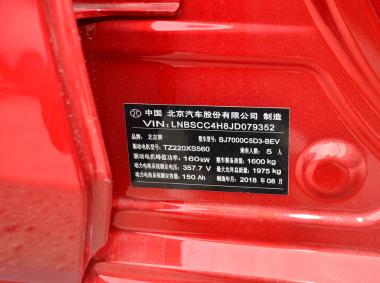 中国 北京汽车股份有限公司 制造
VIN: LNBSCC4H8JD079352
品牌: 北京牌 整车型号: BJ7000C5D3-BEV
驱动电机型号: TZ220XS560 乘坐人数: 5 人
驱动电机峰值功率: 160 kW 整车整备质量: 1600 kg
动力电池系统额定电压: 357.7 V 最大允许总质量: 1975 kg
动力电池系统额定容量: 150 Ah 制造年月: 2018 年 08 月